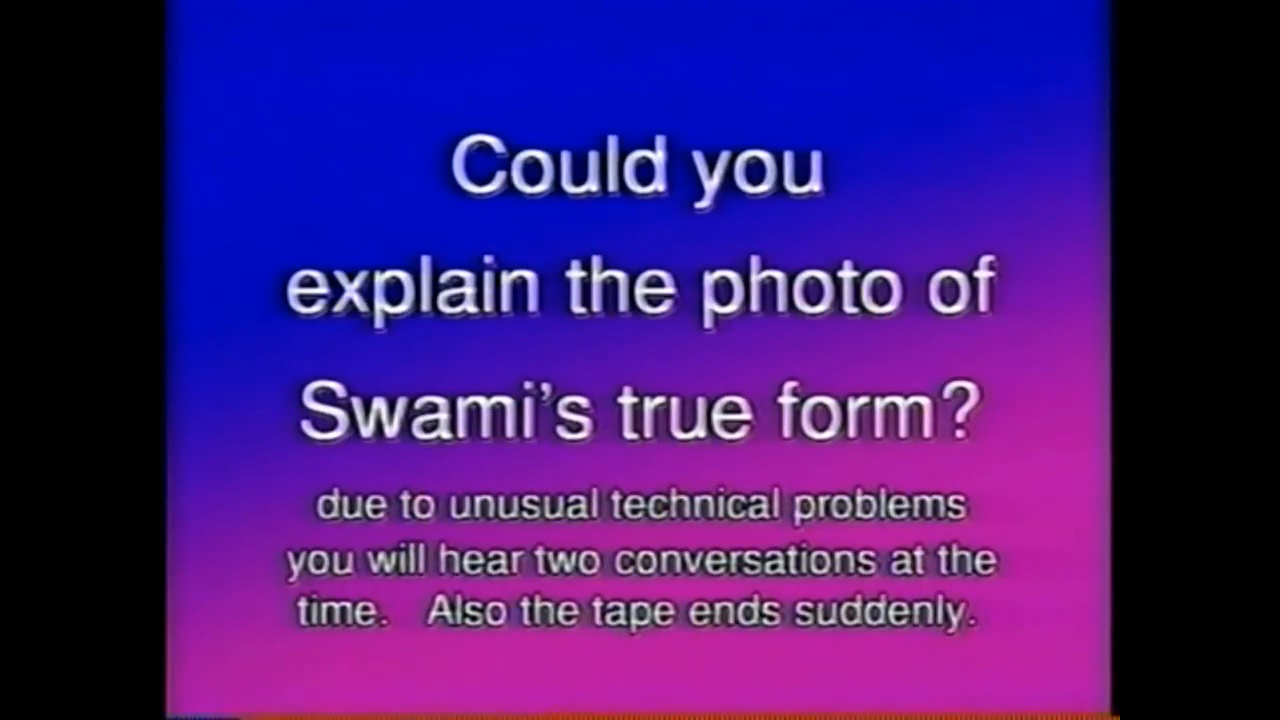 Could you
explain the photo of
Swami’s true form?
due to unusual technical problems
you will hear two conversations at the
time. Also the tape ends suddenly.